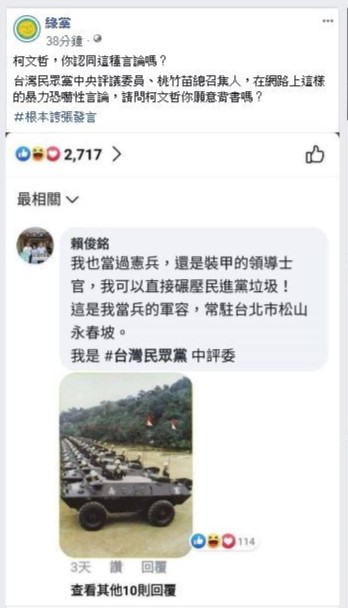 綠黨
38分鐘
柯文哲，你認同這種言論嗎？
台灣民眾黨中央評議委員、桃竹苗總召集人，在網路上這樣
的暴力恐嚇性言論，請問柯文哲你願意背書嗎？
#根本誇張發言
2,717
最相關
賴俊銘
我也當過憲兵，還是裝甲的領導士
官，我可以直接碾壓民進黨垃圾！
這是我當兵的軍容，常駐台北市松山
永春坡。
我是 #台灣民眾黨 中評委
114
3天 讚 回覆
查看其他10則回覆